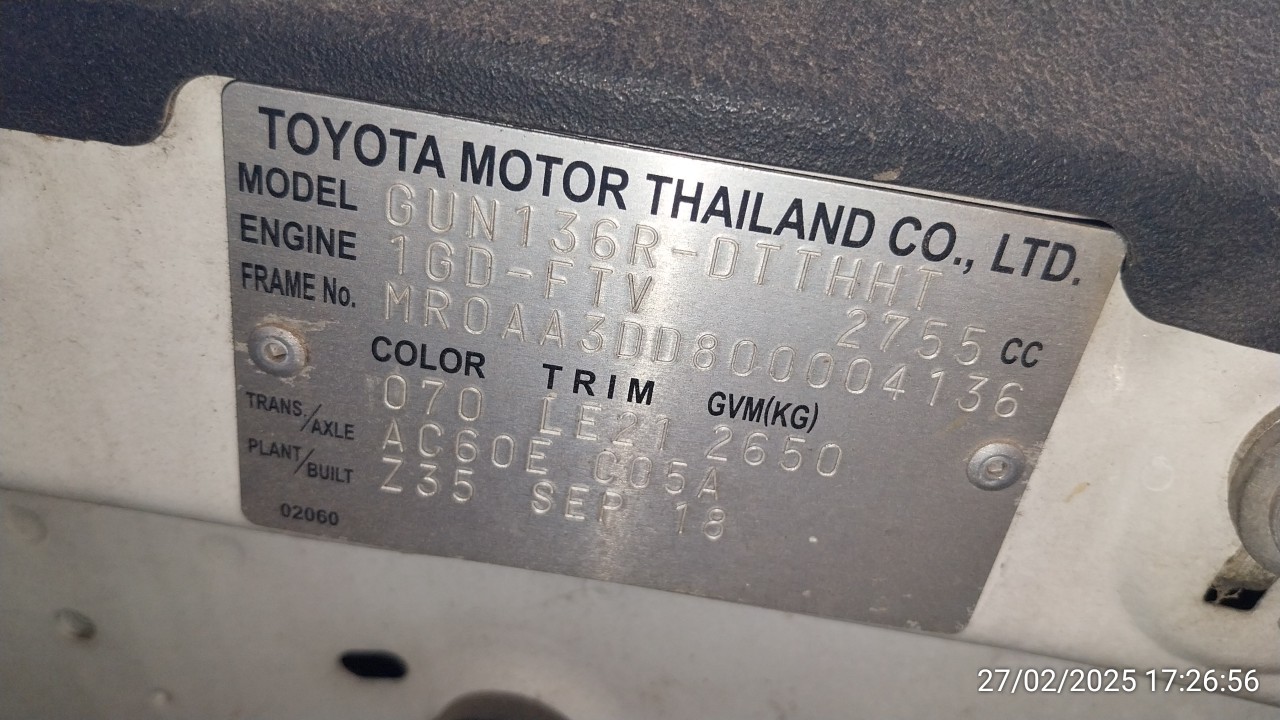 TOYOTA MOTOR THAILAND CO., LTD.
MODEL GUN136R-DTTHHT
ENGINE 1GD-FTV 2755 CC
FRAME No. MR0AA3DD800004136
COLOR TRIM GVM(KG)
070 LE21 2650
TRANS./AXLE AC60E C05A
PLANT/BUILT Z35 SEP 18
02060
27/02/2025 17:26:56